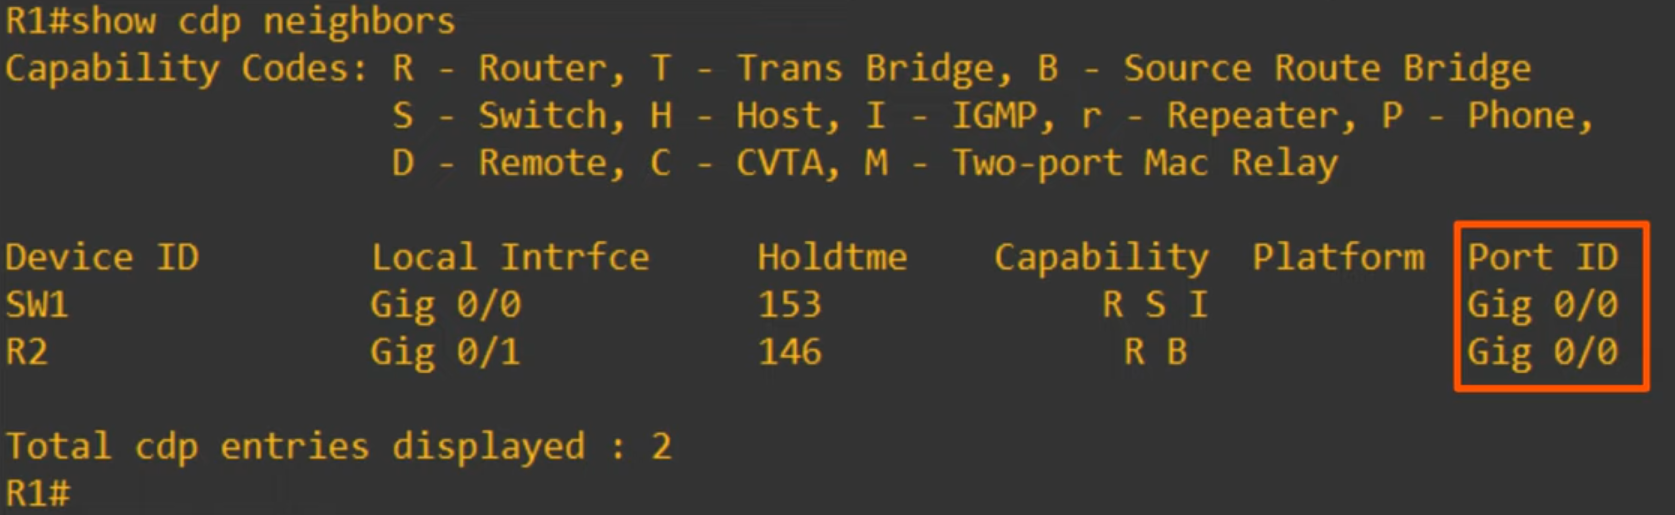 R1#show cdp neighbors
Capability Codes: R - Router, T - Trans Bridge, B - Source Route Bridge
S - Switch, H - Host, I - IGMP, r - Repeater, P - Phone,
D - Remote, C - CVTA, M - Two-port Mac Relay
Device ID Local Intrfce Holdtme Capability Platform Port ID
SW1 Gig 0/0 153 R S I Gig 0/0
R2 Gig 0/1 146 R B Gig 0/0
Total cdp entries displayed : 2
R1#